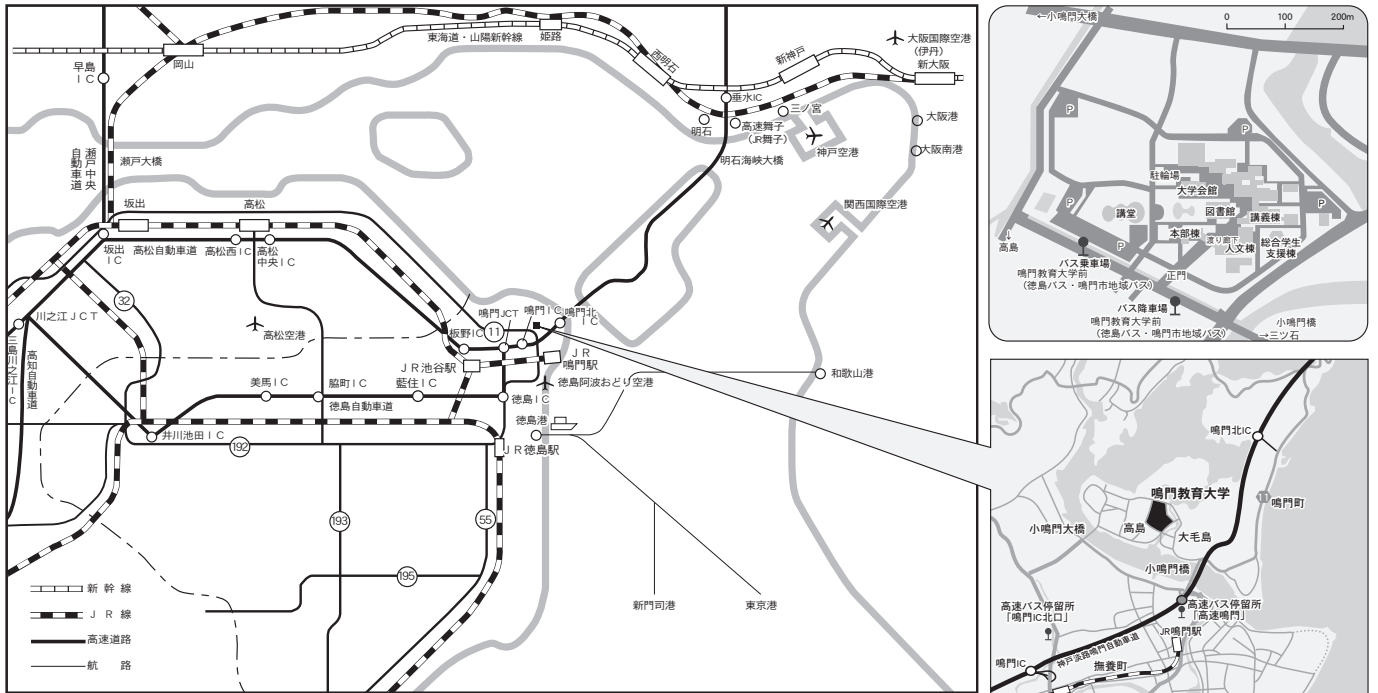 東海道・山陽新幹線
姫路
西明石
新神戸
大阪国際空港
（伊丹）
新大阪
岡山
早島
ＩＣ
垂水IC
三ノ宮
明石
高速舞子
（JR舞子）
神戸空港
大阪港
大阪南港
明石海峡大橋
瀬戸中央
自動車道
瀬戸大橋
関西国際空港
坂出
高松
坂出
ＩＣ
高松自動車道
高松西ＩＣ
高松
中央ＩＣ
32
川之江ＪＣＴ
高松空港
鳴門JCT
鳴門ＩＣ
鳴門北
ＩＣ
板野IC
11
ＪＲ
鳴門駅
ＪＲ池谷駅
三島川之江ＩＣ
高知自動車道
美馬ＩＣ
脇町ＩＣ
藍住ＩＣ
徳島自動車道
徳島ＩＣ
徳島阿波おどり空港
和歌山港
徳島港
井川池田ＩＣ
192
ＪＲ徳島駅
193
55
195
新門司港
東京港
新幹線
ＪＲ線
高速道路
航路
←小鳴門大橋
0
100
200m
P
P
駐輪場
大学会館
P
講堂
図書館
講義棟
P
本部棟
渡り廊下
人文棟
総合学生
支援棟
P
↓
高島
バス乗車場
鳴門教育大学前
（徳島バス・鳴門市地域バス）
正門
バス降車場
鳴門教育大学前
（徳島バス・鳴門市地域バス）
小鳴門橋
→三ツ石
鳴門北IC
鳴門教育大学
11
鳴門町
小鳴門大橋
高島
大毛島
小鳴門橋
高速バス停留所
「鳴門IC北口」
高速バス停留所
「高速鳴門」
JR鳴門駅
神戸淡路鳴門自動車道
鳴門IC
撫養町